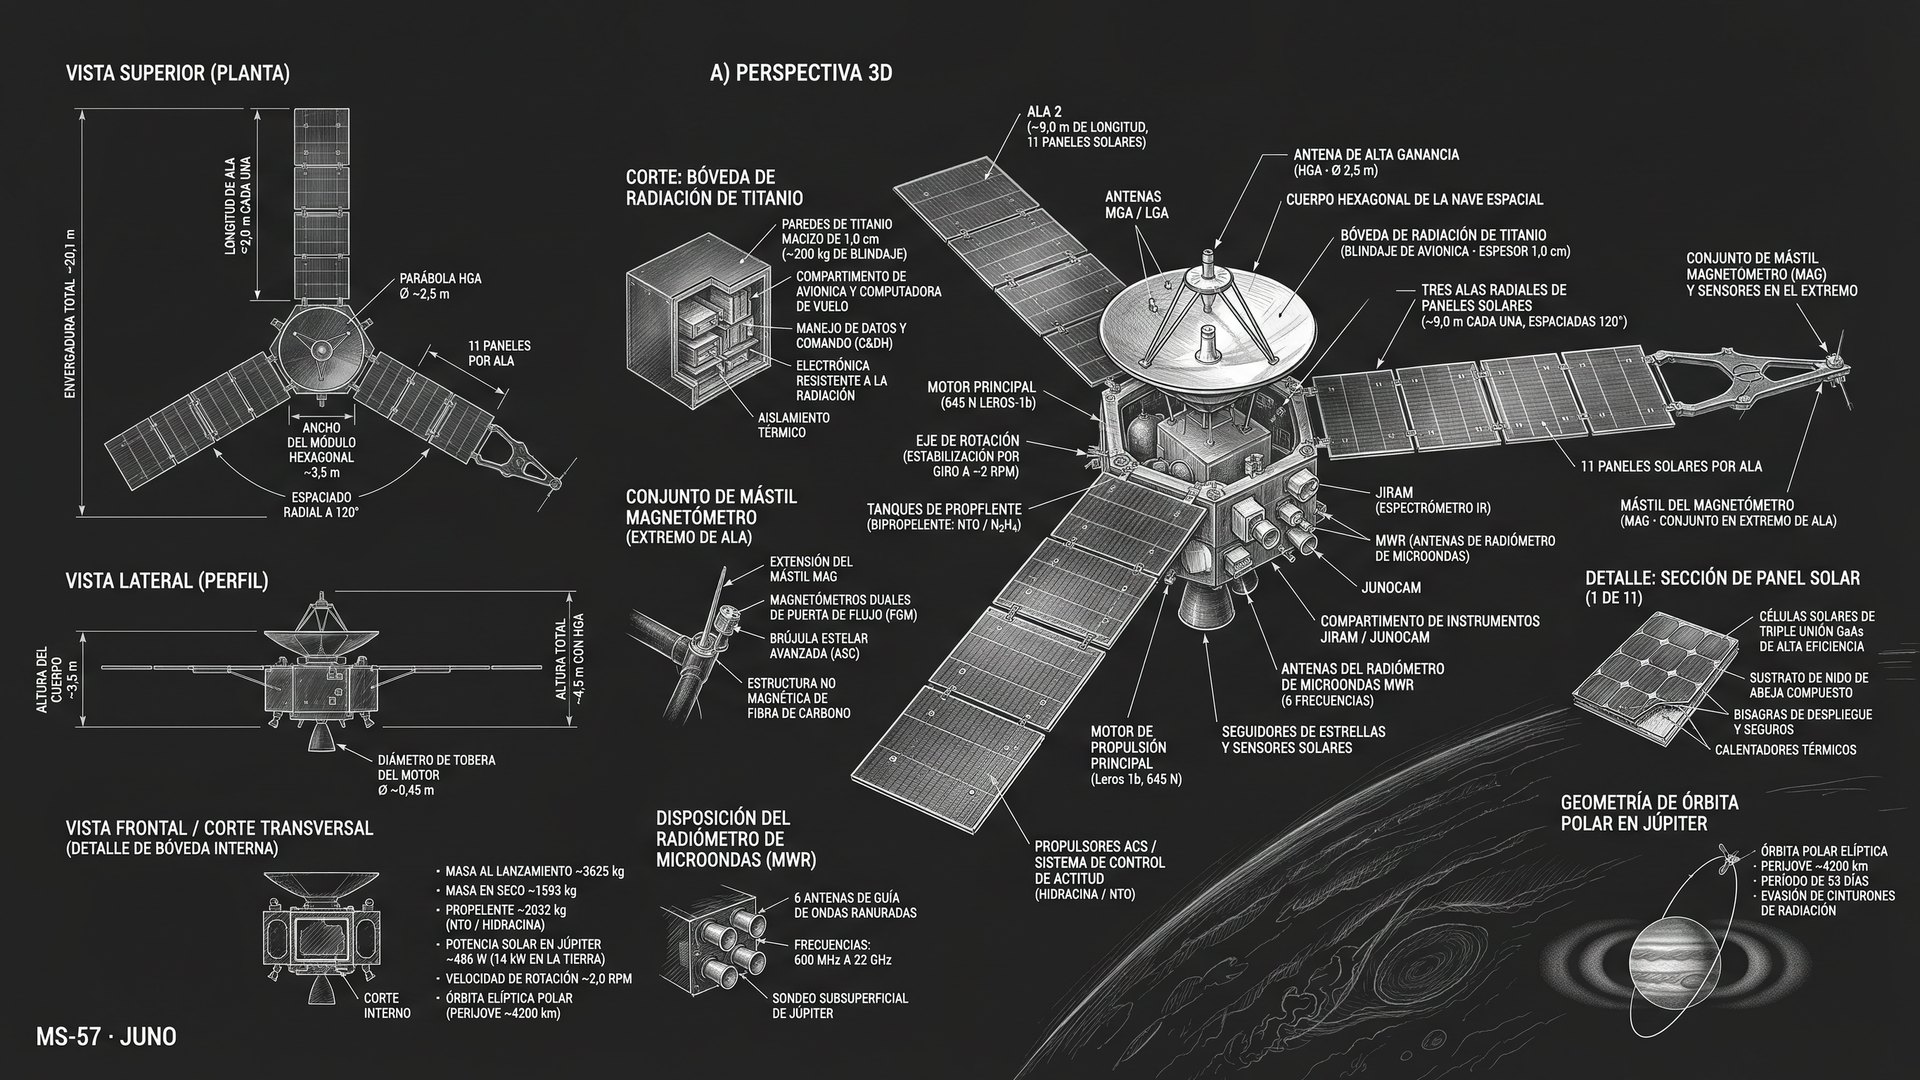 VISTA SUPERIOR (PLANTA)
ENVERGADURA TOTAL ~20,1 m
LONGITUD DE ALA
~2,0 m CADA UNA
PARÁBOLA HGA
Ø ~2,5 m
11 PANELES
POR ALA
ANCHO
DEL MÓDULO
HEXAGONAL
~3,5 m
ESPACIADO
RADIAL A 120°
VISTA LATERAL (PERFIL)
ALTURA DEL
CUERPO
~3,5 m
ALTURA TOTAL
~4,5 m CON HGA
DIÁMETRO DE TOBERA
DEL MOTOR
Ø ~0,45 m
VISTA FRONTAL / CORTE TRANSVERSAL
(DETALLE DE BÓVEDA INTERNA)
CORTE
INTERNO
· MASA AL LANZAMIENTO ~3625 kg
· MASA EN SECO ~1593 kg
· PROPELENTE ~2032 kg
(NTO / HIDRACINA)
· POTENCIA SOLAR EN JÚPITER
~486 W (14 kW EN LA TIERRA)
· VELOCIDAD DE ROTACIÓN ~2,0 RPM
· ÓRBITA ELÍPTICA POLAR
(PERIJOVE ~4200 km)
MS-57 · JUNO
CORTE: BÓVEDA DE
RADIACIÓN DE TITANIO
PAREDES DE TITANIO
MACIZO DE 1,0 cm
(~200 kg DE BLINDAJE)
COMPARTIMENTO DE
AVIONICA Y COMPUTADORA
DE VUELO
MANEJO DE DATOS Y
COMANDO (C&DH)
ELECTRÓNICA
RESISTENTE A LA
RADIACIÓN
AISLAMIENTO
TÉRMICO
CONJUNTO DE MÁSTIL
MAGNETÓMETRO
(EXTREMO DE ALA)
EXTENSIÓN DEL
MÁSTIL MAG
MAGNETÓMETROS DUALES
DE PUERTA DE FLUJO (FGM)
BRÚJULA ESTELAR
AVANZADA (ASC)
ESTRUCTURA NO
MAGNÉTICA DE
FIBRA DE CARBONO
DISPOSICIÓN DEL
RADIÓMETRO DE
MICROONDAS (MWR)
6 ANTENAS DE GUÍA
DE ONDAS RANURADAS
FRECUENCIAS:
600 MHz A 22 GHz
SONDEO SUBSUPERFICIAL
DE JÚPITER
A) PERSPECTIVA 3D
ALA 2
(~9,0 m DE LONGITUD,
11 PANELES SOLARES)
ANTENAS
MGA / LGA
ANTENA DE ALTA GANANCIA
(HGA · Ø 2,5 m)
CUERPO HEXAGONAL DE LA NAVE ESPACIAL
BÓVEDA DE RADIACIÓN DE TITANIO
(BLINDAJE DE AVIONICA · ESPESOR 1,0 cm)
TRES ALAS RADIALES DE
PANELES SOLARES
(~9,0 m CADA UNA, ESPACIADAS 120°)
CONJUNTO DE MÁSTIL
MAGNETÓMETRO (MAG)
Y SENSORES EN EL EXTREMO
MOTOR PRINCIPAL
(645 N LEROS-1b)
EJE DE ROTACIÓN
(ESTABILIZACIÓN POR
GIRO A ~2 RPM)
TANQUES DE PROPFLENTE
(BIPROPELENTE: NTO / N₂H₄)
11 PANELES SOLARES POR ALA
MÁSTIL DEL MAGNETÓMETRO
(MAG · CONJUNTO EN EXTREMO DE ALA)
JIRAM
(ESPECTRÓMETRO IR)
MWR (ANTENAS DE RADIÓMETRO
DE MICROONDAS)
JUNOCAM
COMPARTIMENTO DE INSTRUMENTOS
JIRAM / JUNOCAM
ANTENAS DEL RADIÓMETRO
DE MICROONDAS MWR
(6 FRECUENCIAS)
SEGUIDORES DE ESTRELLAS
Y SENSORES SOLARES
MOTOR DE
PROPULSIÓN
PRINCIPAL
(Leros 1b, 645 N)
PROPULSORES ACS /
SISTEMA DE CONTROL
DE ACTITUD
(HIDRACINA / NTO)
DETALLE: SECCIÓN DE PANEL SOLAR
(1 DE 11)
CÉLULAS SOLARES DE
TRIPLE UNIÓN GaAs
DE ALTA EFICIENCIA
SUSTRATO DE NIDO DE
ABEJA COMPUESTO
BISAGRAS DE DESPLIEGUE
Y SEGUROS
CALENTADORES TÉRMICOS
GEOMETRÍA DE ÓRBITA
POLAR EN JÚPITER
· ÓRBITA POLAR ELÍPTICA
· PERIJOVE ~4200 km
· PERÍODO DE 53 DÍAS
· EVASIÓN DE CINTURONES
DE RADIACIÓN